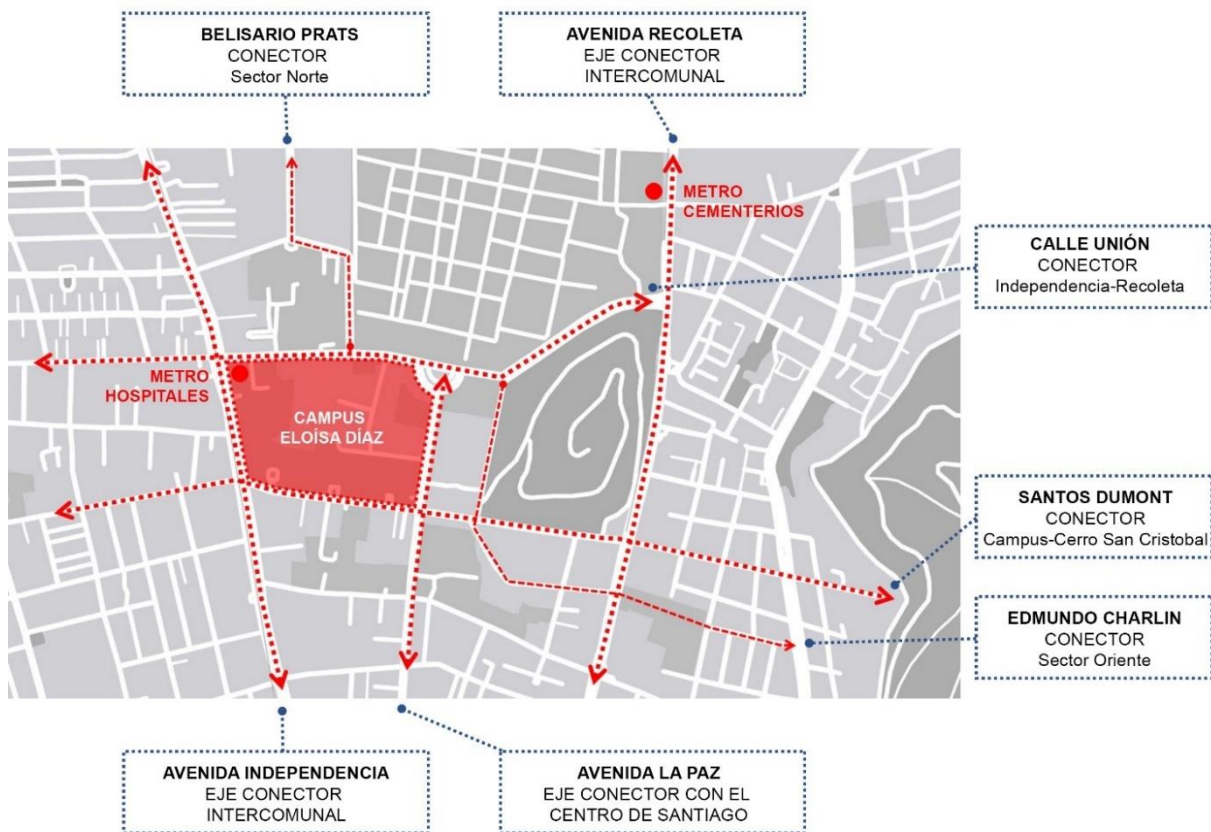 BELISARIO PRATS
CONECTOR
Sector Norte
AVENIDA RECOLETA
EJE CONECTOR
INTERCOMUNAL
METRO
CEMENTERIOS
CALLE UNIÓN
CONECTOR
Independencia-Recoleta
METRO
HOSPITALES
CAMPUS
ELOÍSA DÍAZ
SANTOS DUMONT
CONECTOR
Campus-Cerro San Cristobal
EDMUNDO CHARLIN
CONECTOR
Sector Oriente
AVENIDA INDEPENDENCIA
EJE CONECTOR
INTERCOMUNAL
AVENIDA LA PAZ
EJE CONECTOR CON EL
CENTRO DE SANTIAGO